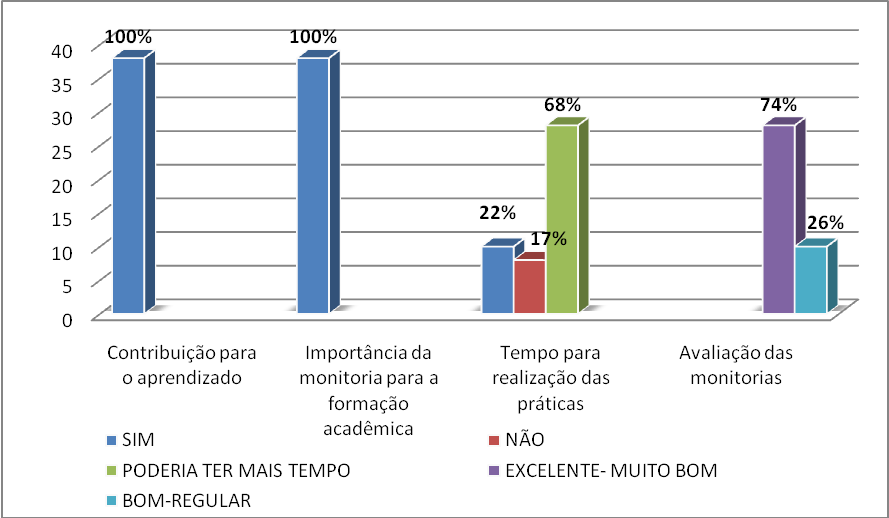 100%
100%
68%
74%
22%
17%
26%
40
35
30
25
20
15
10
5
0
Contribuição para
o aprendizado
Importância da
monitoria para a
formação
acadêmica
Tempo para
realização das
práticas
Avaliação das
monitorias
SIM
NÃO
PODERIA TER MAIS TEMPO
EXCELENTE- MUITO BOM
BOM-REGULAR